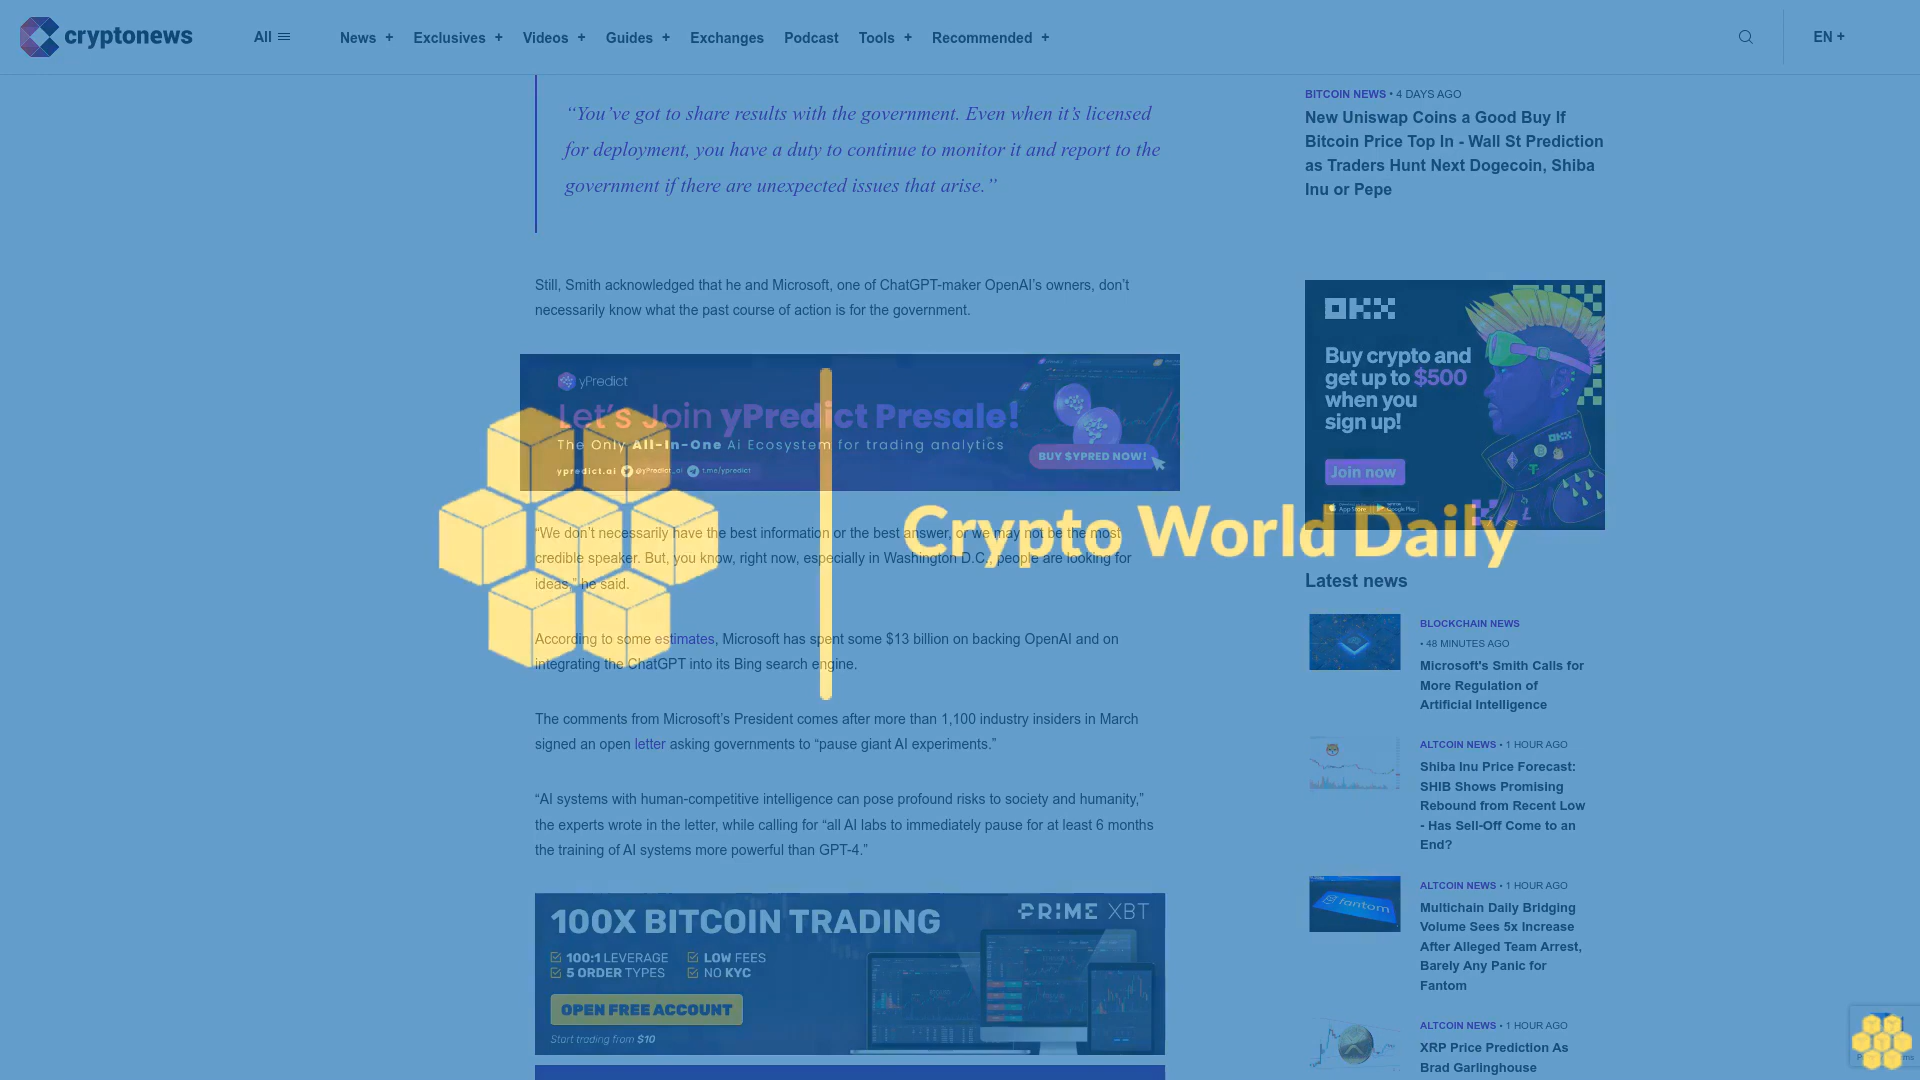 cryptonews
All
News + Exclusives + Videos + Guides + Exchanges Podcast Tools + Recommended +
EN +
“You’ve got to share results with the government. Even when it’s licensed
for deployment, you have a duty to continue to monitor it and report to the
government if there are unexpected issues that arise.”
Still, Smith acknowledged that he and Microsoft, one of ChatGPT-maker OpenAI’s owners, don’t
necessarily know what the past course of action is for the government.
yPredict
Let’s Join yPredict Presale!
The Only All-In-One Ai Ecosystem for trading analytics
ypredict.ai @yPredict_ai t.me/ypredict
BUY $YPRED NOW!
“We don’t necessarily have the best information or the best answer, or we may not be the most
credible speaker. But, you know, right now, especially in Washington D.C., people are looking for
ideas,” he said.
According to some estimates, Microsoft has spent some $13 billion on backing OpenAI and on
integrating the ChatGPT into its Bing search engine.
The comments from Microsoft’s President comes after more than 1,100 industry insiders in March
signed an open letter asking governments to “pause giant AI experiments.”
“AI systems with human-competitive intelligence can pose profound risks to society and humanity,”
the experts wrote in the letter, while calling for “all AI labs to immediately pause for at least 6 months
the training of AI systems more powerful than GPT-4.”
100X BITCOIN TRADING
PRIME XBT
100:1 LEVERAGE LOW FEES
5 ORDER TYPES NO KYC
OPEN FREE ACCOUNT
Start trading from $10
Crypto World Daily
BITCOIN NEWS • 4 DAYS AGO
New Uniswap Coins a Good Buy If
Bitcoin Price Top In - Wall St Prediction
as Traders Hunt Next Dogecoin, Shiba
Inu or Pepe
OKX
Buy crypto and
get up to $500
when you
sign up!
Join now
App Store Google Play
Latest news
BLOCKCHAIN NEWS
• 48 MINUTES AGO
Microsoft's Smith Calls for
More Regulation of
Artificial Intelligence
ALTCOIN NEWS • 1 HOUR AGO
Shiba Inu Price Forecast:
SHIB Shows Promising
Rebound from Recent Low
- Has Sell-Off Come to an
End?
fantom
ALTCOIN NEWS • 1 HOUR AGO
Multichain Daily Bridging
Volume Sees 5x Increase
After Alleged Team Arrest,
Barely Any Panic for
Fantom
ALTCOIN NEWS • 1 HOUR AGO
XRP Price Prediction As
Brad Garlinghouse